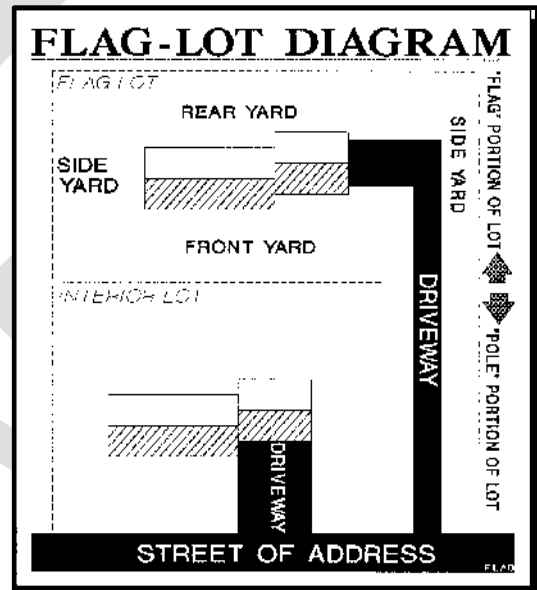 FLAG-LOT DIAGRAM
FLAG LOT
REAR YARD
SIDE
YARD
SIDE YARD
"FLAG" PORTION OF LOT
FRONT YARD
INTERIOR LOT
DRIVEWAY
"POLE" PORTION OF LOT
DRIVEWAY
STREET OF ADDRESS